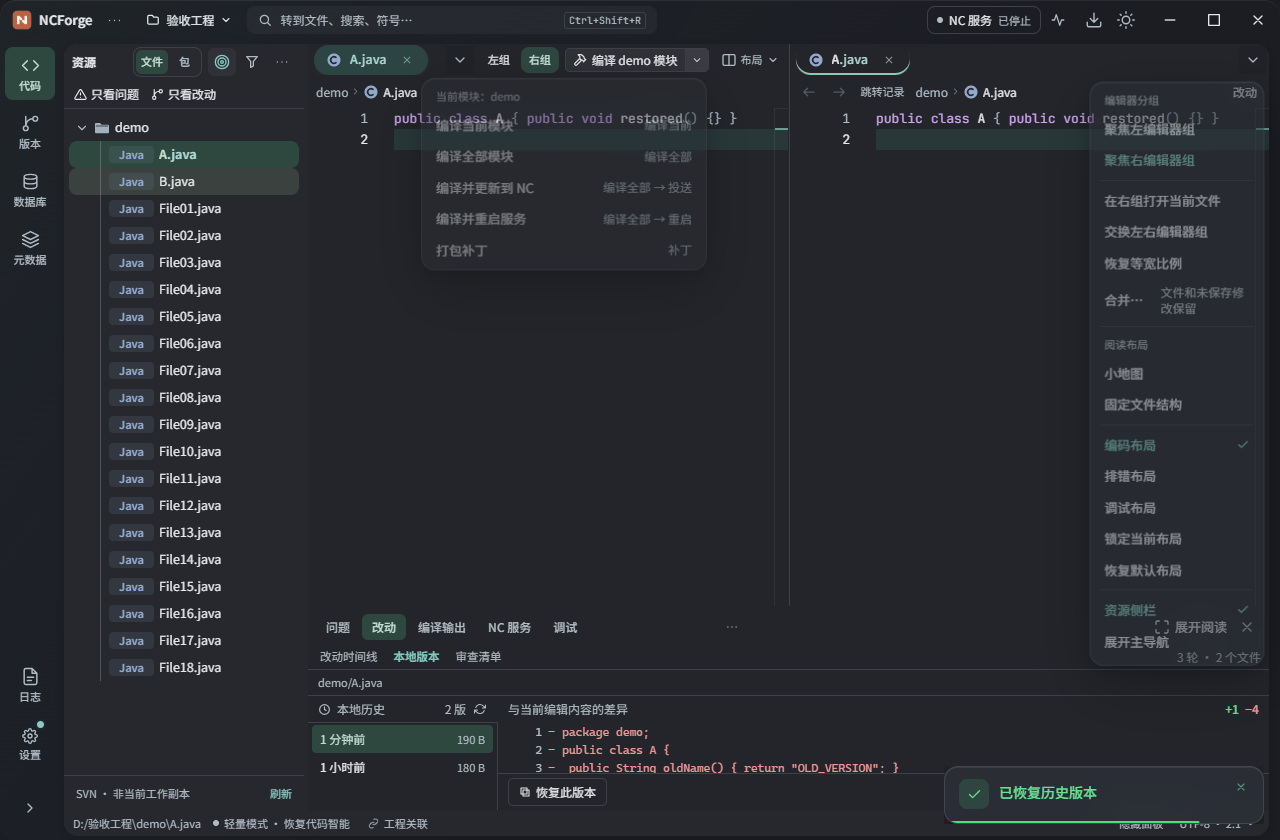 NCForge ··· 验收工程 转到文件、搜索、符号… Ctrl+Shift+R NC 服务 已停止
代码
版本
数据库
元数据
日志
设置
资源 文件 包 ···
只看问题 只看改动
demo
Java A.java
Java B.java
Java File01.java
Java File02.java
Java File03.java
Java File04.java
Java File05.java
Java File06.java
Java File07.java
Java File08.java
Java File09.java
Java File10.java
Java File11.java
Java File12.java
Java File13.java
Java File14.java
Java File15.java
Java File16.java
Java File17.java
Java File18.java
SVN · 非当前工作副本 刷新
C A.java × 左组 右组 编译 demo 模块 布局
demo › C A.java
1 public class A { public void restored() {} }
2
当前模块: demo
编译当前模块 编译当前
编译全部模块 编译全部
编译并更新到 NC 编译全部 → 投送
编译并重启服务 编译全部 → 重启
打包补丁 补丁
C A.java ×
← → 跳转记录 demo › C A.java 改动
1 public class A { public void restored() {} }
2
编辑器分组
聚焦左编辑器组
聚焦右编辑器组
在右组打开当前文件
交换左右编辑器组
恢复等宽比例
合并… 文件和未保存修
改保留
阅读布局
小地图
固定文件结构
编码布局
排错布局
调试布局
锁定当前布局
恢复默认布局
资源侧栏
展开主导航
问题 改动 编译输出 NC 服务 调试 ··· 展开阅读 ×
改动时间线 本地版本 审查清单 3 轮 · 2 个文件
demo/A.java
本地历史 2 版 与当前编辑内容的差异 +1 −4
1 分钟前 190 B
1 小时前 180 B
1 − package demo;
2 − public class A {
3 − public String oldName() { return "OLD_VERSION"; }
恢复此版本
已恢复历史版本 ×
D:/验收工程\demo\A.java 轻量模式 · 恢复代码智能 工程关联 隐藏面板 UTF-8 · 2:1